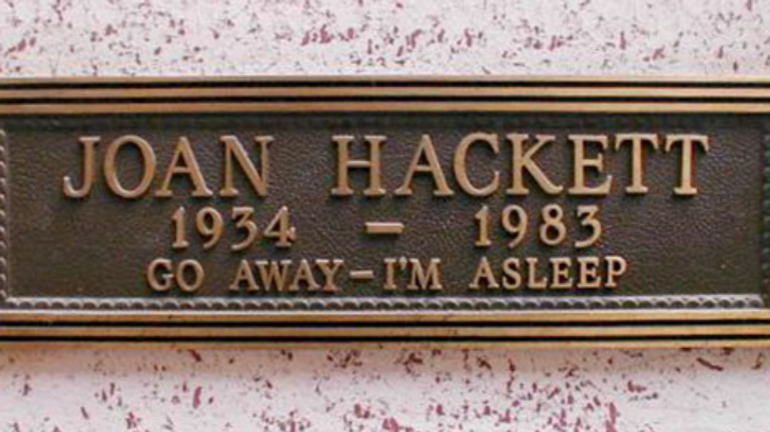 JOAN HACKETT
1934 – 1983
GO AWAY – I'M ASLEEP